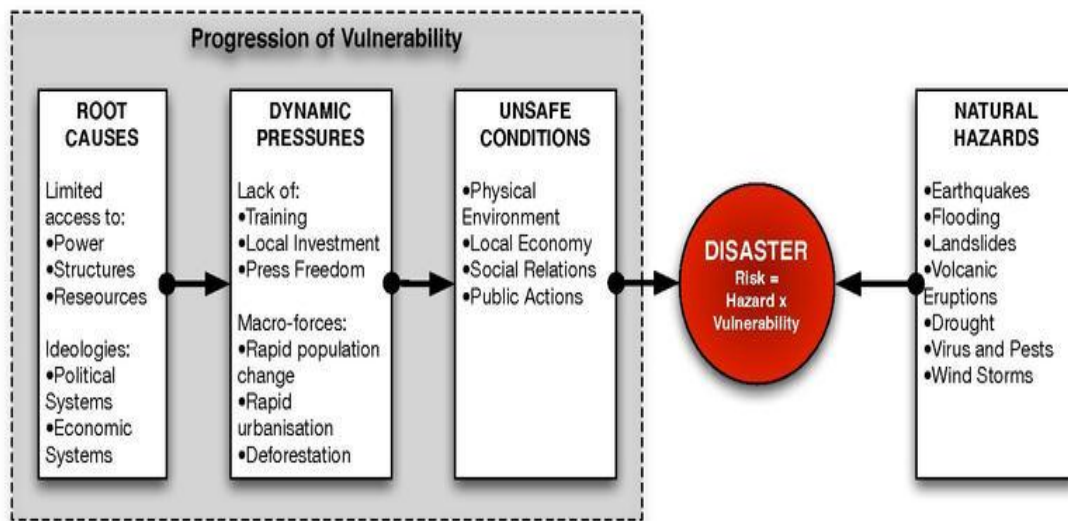 Progression of Vulnerability
ROOT
CAUSES
Limited
access to:
•Power
•Structures
•Reseources
Ideologies:
•Political
Systems
•Economic
Systems
DYNAMIC
PRESSURES
Lack of:
•Training
•Local Investment
•Press Freedom
Macro-forces:
•Rapid population
change
•Rapid
urbanisation
•Deforestation
UNSAFE
CONDITIONS
•Physical
Environment
•Local Economy
•Social Relations
•Public Actions
DISASTER
Risk =
Hazard x
Vulnerability
NATURAL
HAZARDS
•Earthquakes
•Flooding
•Landslides
•Volcanic
Eruptions
•Drought
•Virus and Pests
•Wind Storms